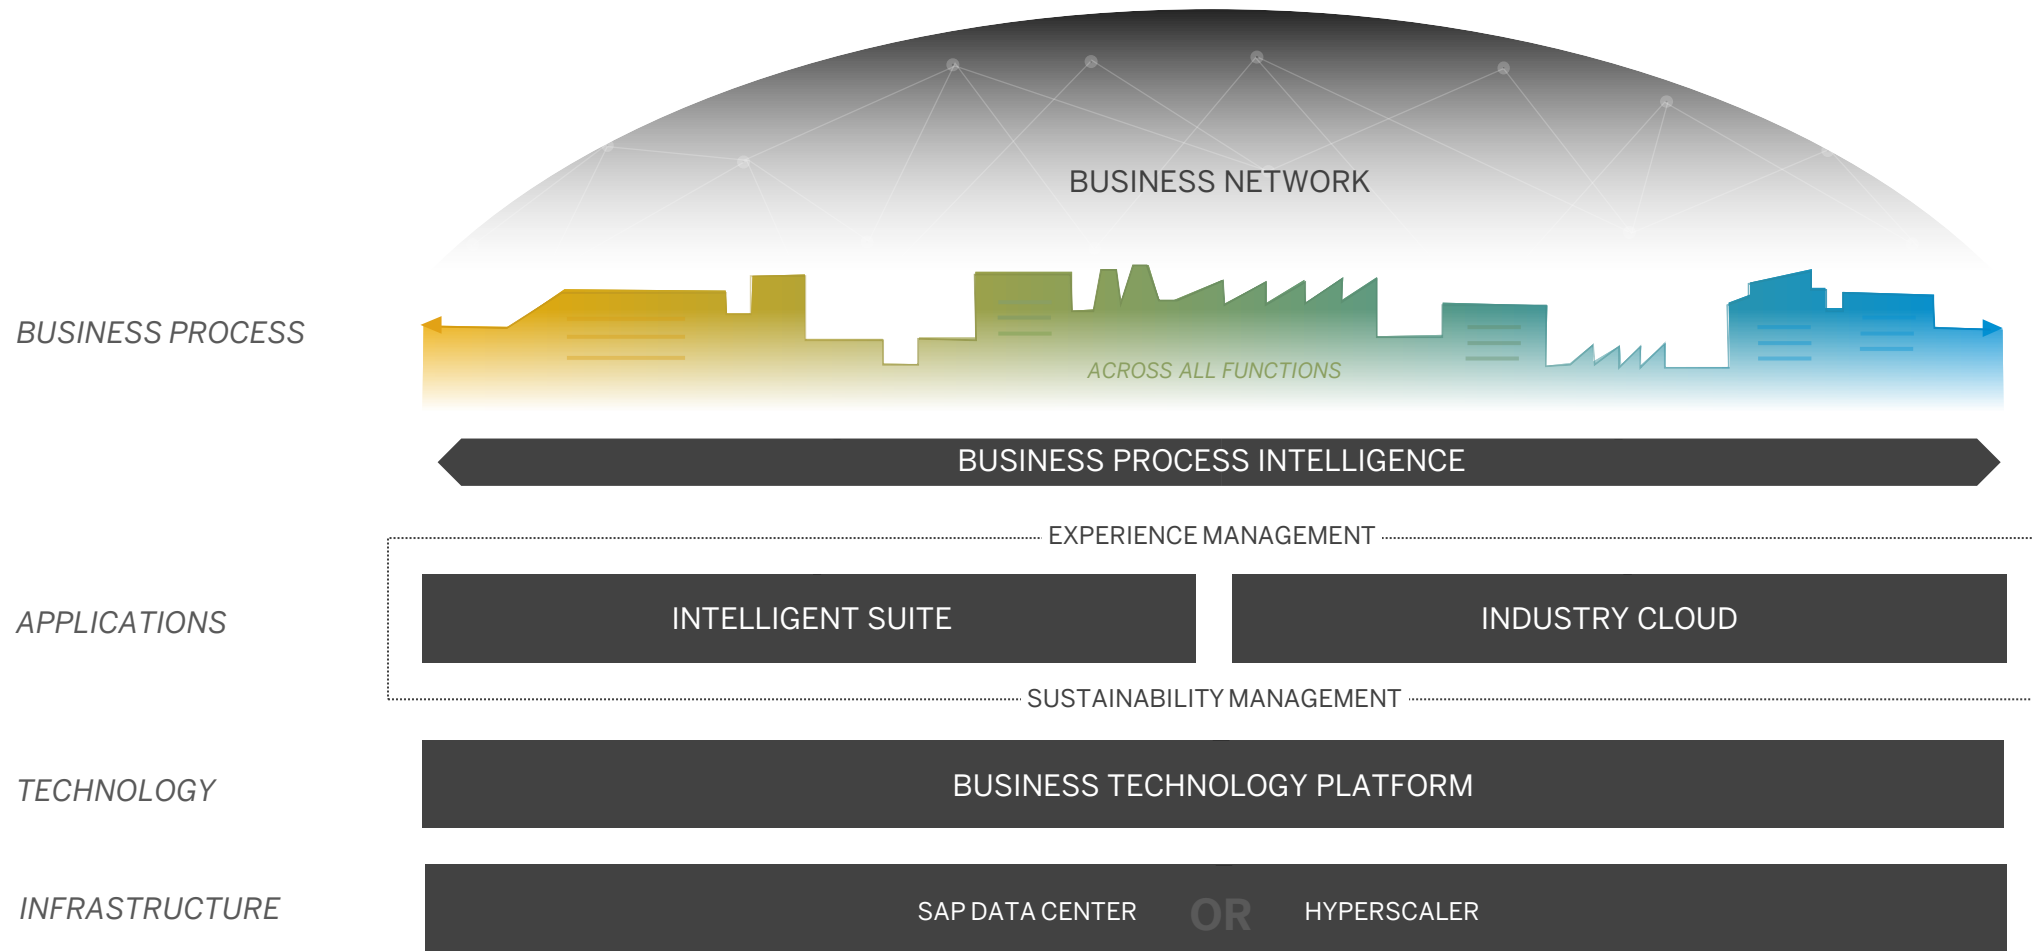 BUSINESS NETWORK
BUSINESS PROCESS
ACROSS ALL FUNCTIONS
BUSINESS PROCESS INTELLIGENCE
EXPERIENCE MANAGEMENT
APPLICATIONS
INTELLIGENT SUITE
INDUSTRY CLOUD
SUSTAINABILITY MANAGEMENT
TECHNOLOGY
BUSINESS TECHNOLOGY PLATFORM
INFRASTRUCTURE
SAP DATA CENTER OR HYPERSCALER